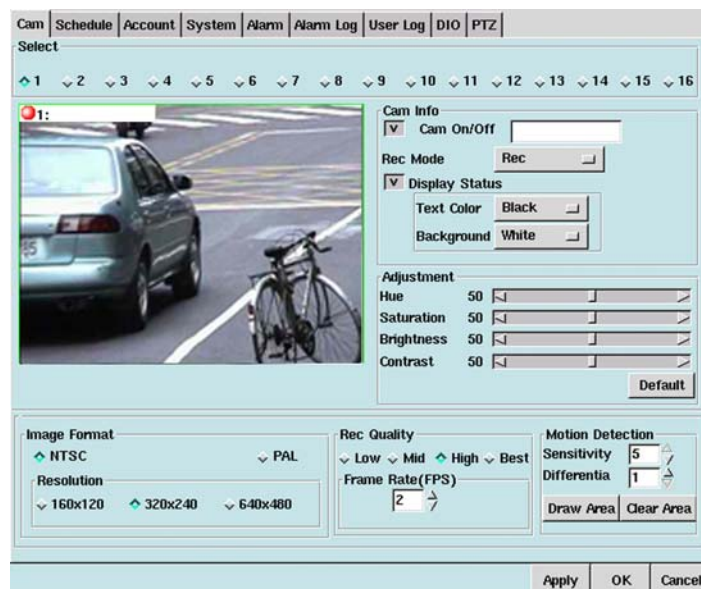 Cam Schedule Account System Alarm Alarm Log User Log DIO PTZ
Select
1 2 3 4 5 6 7 8 9 10 11 12 13 14 15 16
1:
Cam Info
V Cam On/Off
Rec Mode Rec
V Display Status
Text Color Black
Background White
Adjustment
Hue 50
Saturation 50
Brightness 50
Contrast 50
Default
Image Format
NTSC PAL
Resolution
160x120 320x240 640x480
Rec Quality
Low Mid High Best
Frame Rate(FPS)
2
Motion Detection
Sensitivity 5
Differentia 1
Draw Area Clear Area
Apply OK Cancel